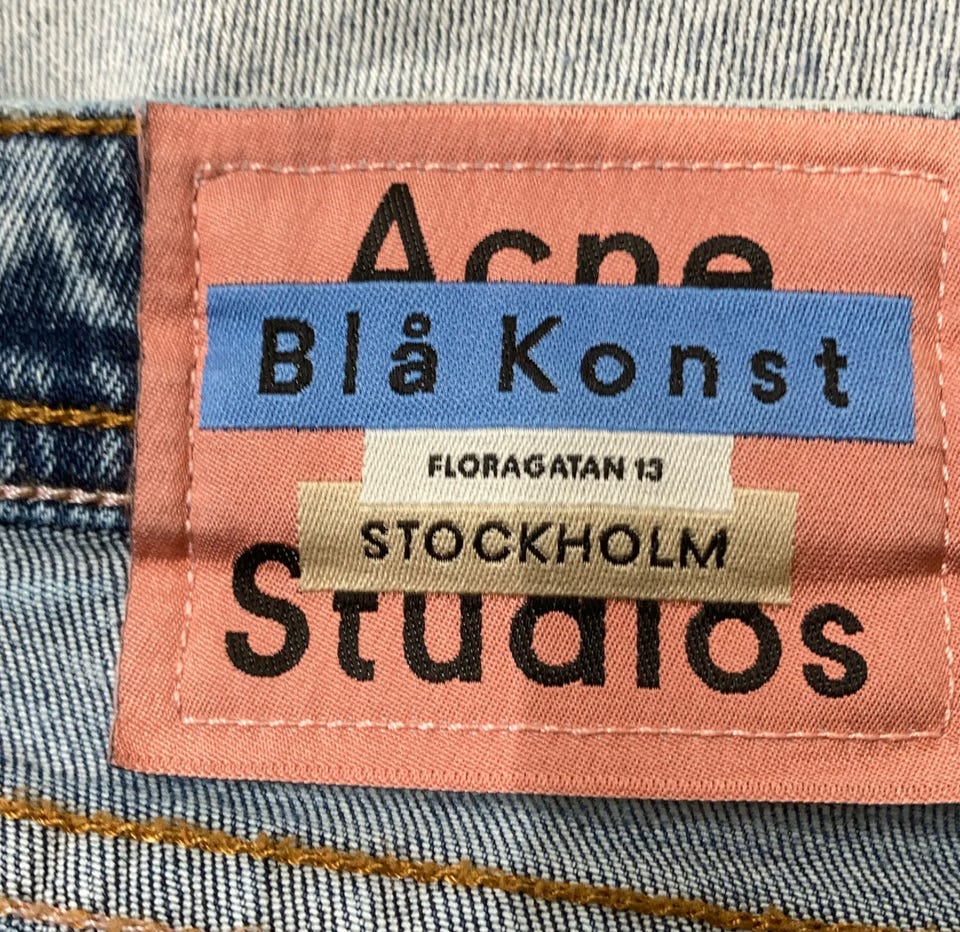 Acne
Blå Konst
FLORAGATAN 13
STOCKHOLM
Studios